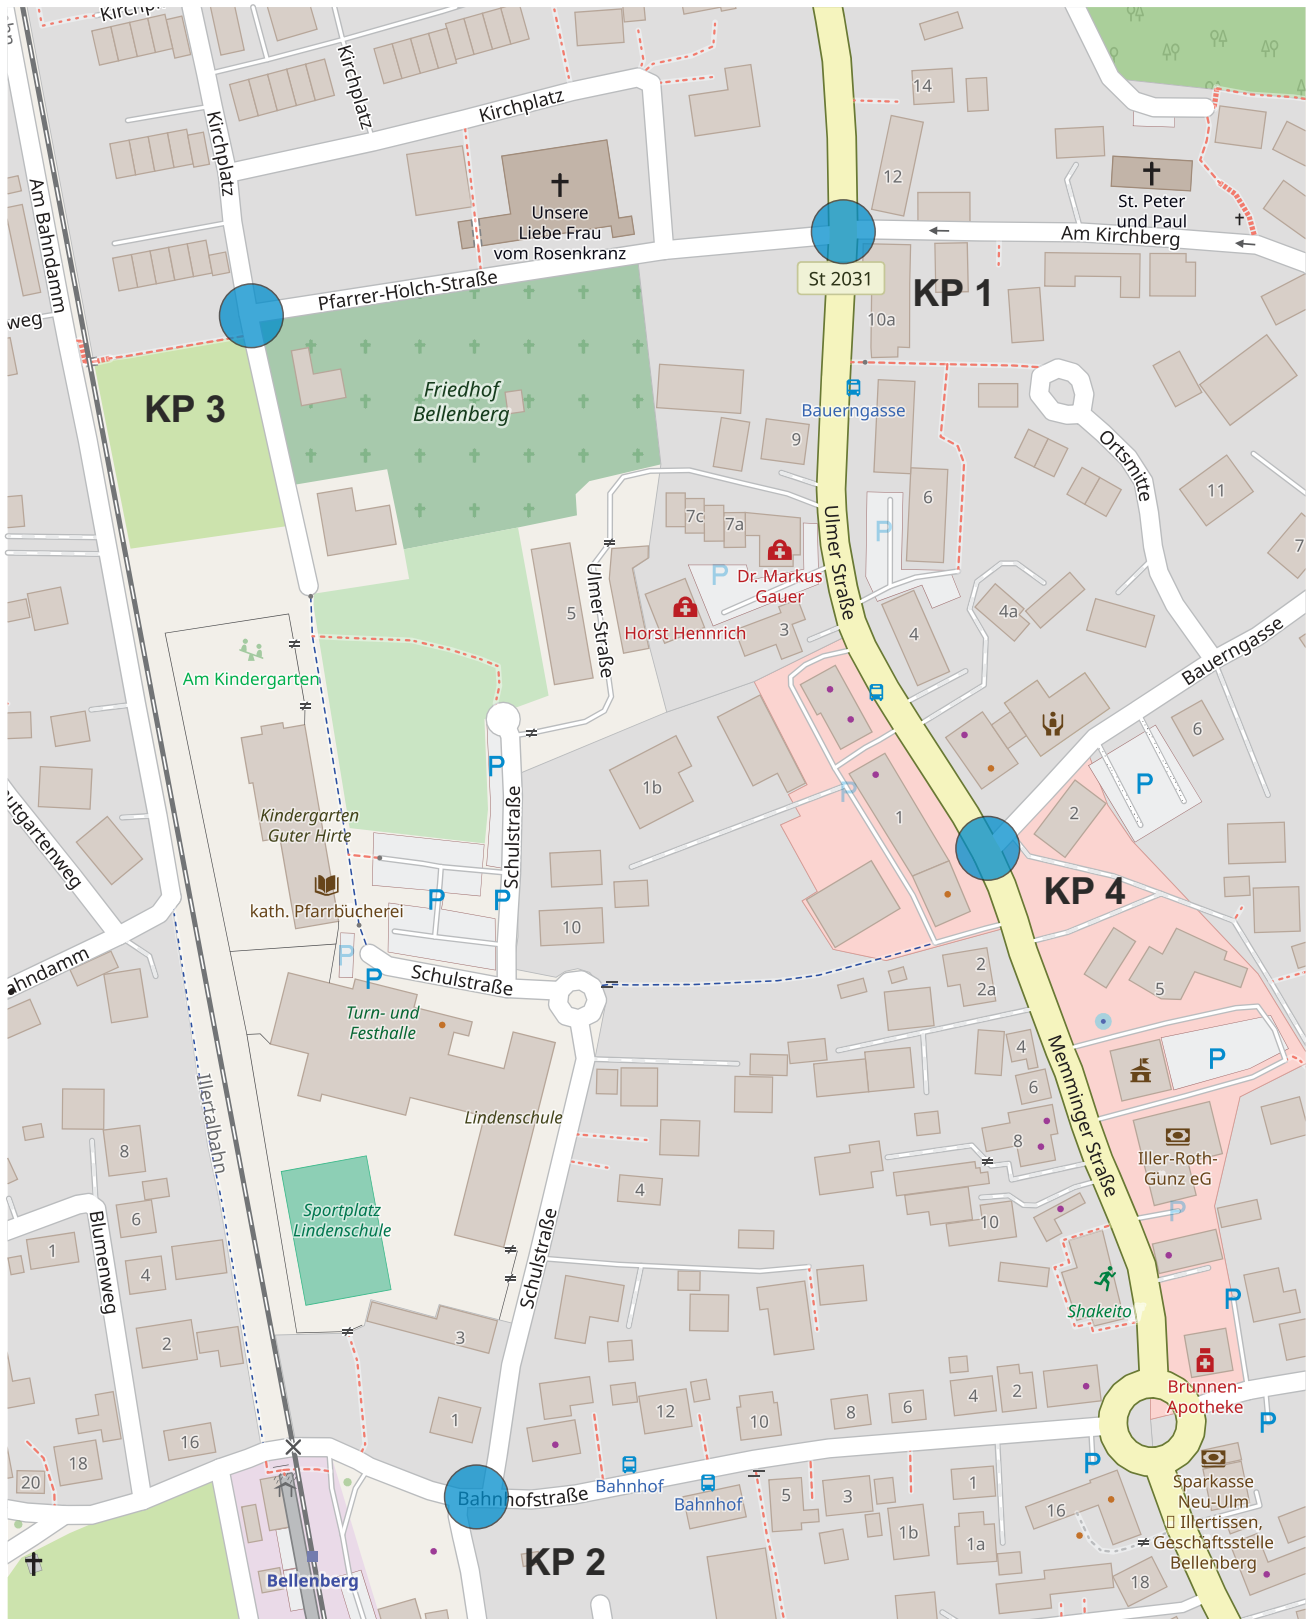 Kirchpl
Kirchplatz
Kirchplatz
Kirchplatz
14
12
Am Bahndamm
Unsere
Liebe Frau
vom Rosenkranz
St. Peter
und Paul
Am Kirchberg
St 2031
KP 1
Pfarrer-Holch-Straße
weg
10a
KP 3
Friedhof
Bellenberg
Bauerngasse
9
Ortsmitte
11
6
7c
7a
P
P
Ulmer Straße
7
Dr. Markus
Gauer
Horst Hennrich
5
Ulmer Straße
3
4
4a
Bauerngasse
Am Kindergarten
6
P
1b
P
P
2
1
Kindergarten
Guter Hirte
Schulstraße
utgartenweg
kath. Pfarrbücherei
P
P
KP 4
10
P
P
ahndamm
Schulstraße
2
2a
5
Turn- und
Festhalle
4
6
P
Memminger Straße
Illertalbahn
Lindenschule
8
8
Iller-Roth-
Günz eG
4
10
P
Sportplatz
Lindenschule
6
1
4
Blumenweg
Schulstraße
Shakeito
P
2
3
Brunnen-
Apotheke
1
12
10
8
6
4
2
P
16
18
20
Bahnhof
Bahnhof
Bahnhofstraße
P
5
3
1
1b
1a
16
18
Sparkasse
Neu-Ulm
▯ Illertissen,
Geschäftsstelle
Bellenberg
KP 2
Bellenberg